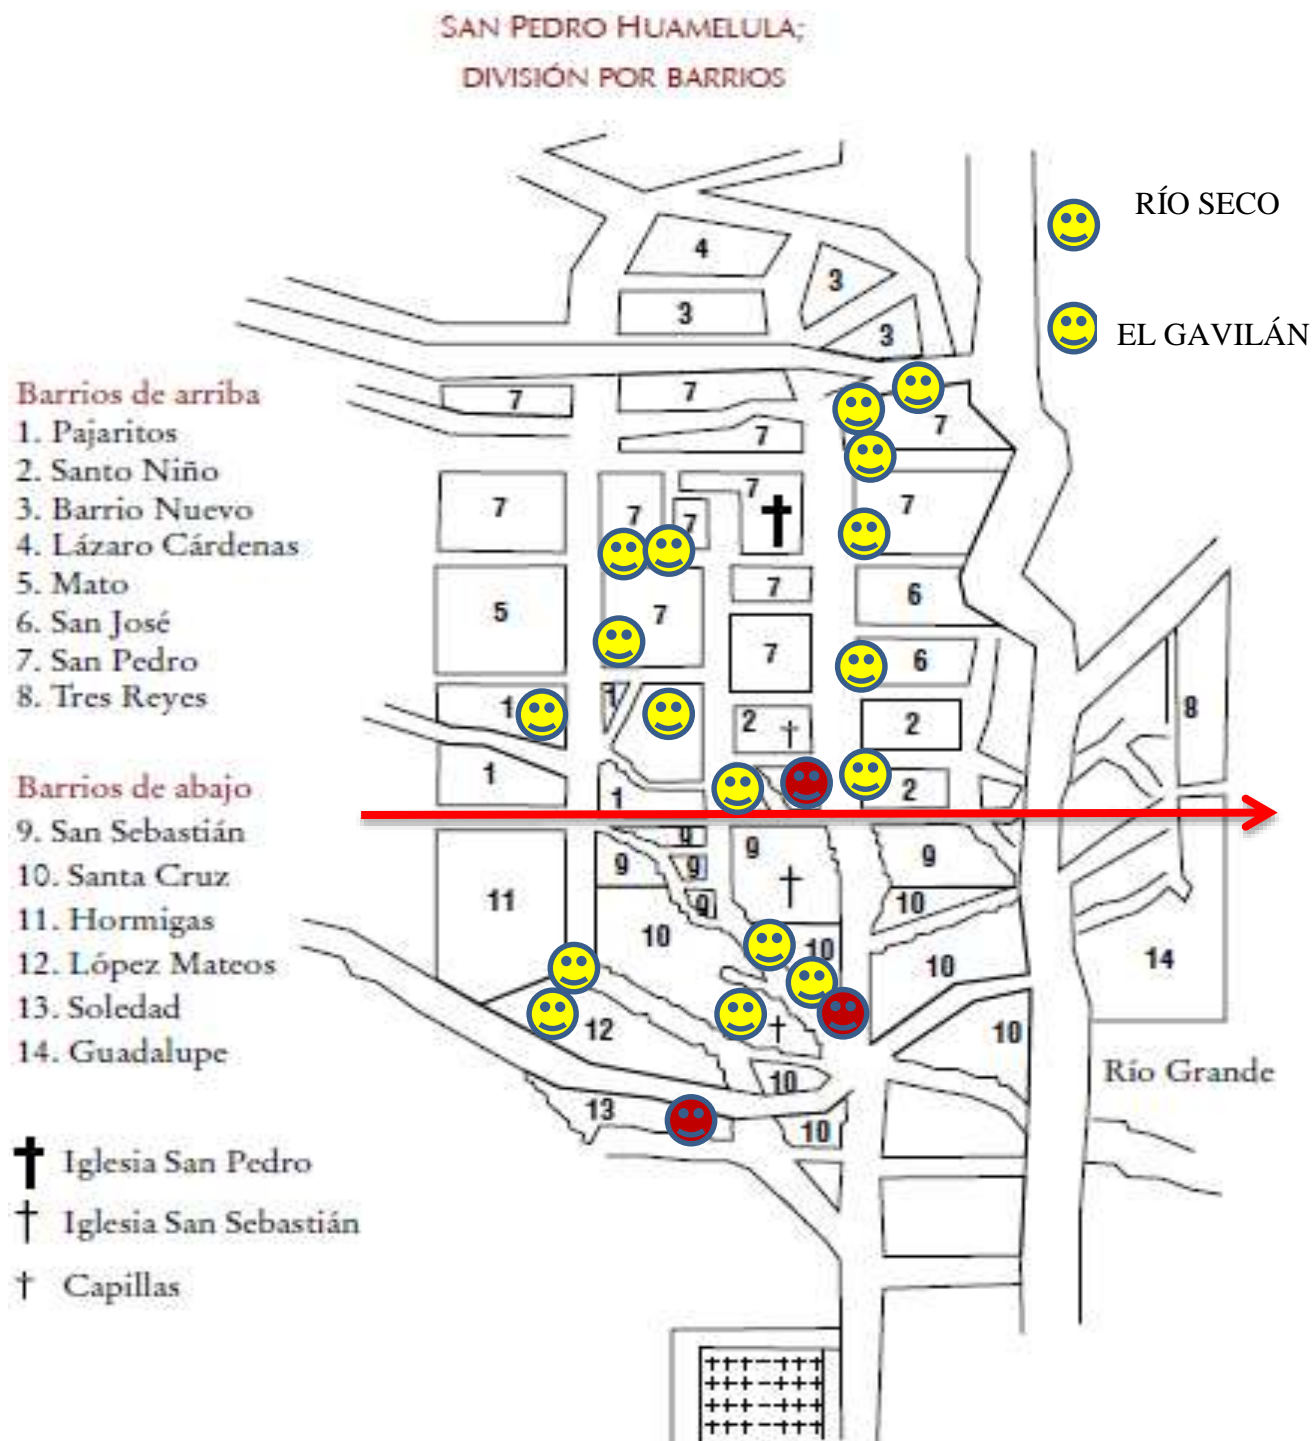 SAN PEDRO HUAMELULA;
DIVISIÓN POR BARRIOS
RÍO SECO
EL GAVILÁN
4
3
3
3
7
7
7
7
7
7
7
7
7
5
7
7
6
7
6
1
1
2
2
8
1
1
2
9
9
9
9
9
9
11
10
10
10
10
14
12
10
10
13
10
Río Grande
Barrios de arriba
1. Pajaritos
2. Santo Niño
3. Barrio Nuevo
4. Lázaro Cárdenas
5. Mato
6. San José
7. San Pedro
8. Tres Reyes
Barrios de abajo
9. San Sebastián
10. Santa Cruz
11. Hormigas
12. López Mateos
13. Soledad
14. Guadalupe
Iglesia San Pedro
Iglesia San Sebastián
Capillas